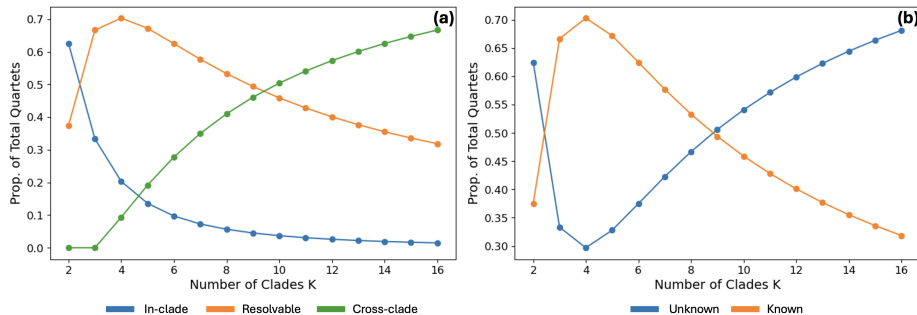 (a)
Prop. of Total Quartets
0.7
0.6
0.5
0.4
0.3
0.2
0.1
0.0
2 4 6 8 10 12 14 16
Number of Clades K
In-clade Resolvable Cross-clade
(b)
Prop. of Total Quartets
0.70
0.65
0.60
0.55
0.50
0.45
0.40
0.35
0.30
2 4 6 8 10 12 14 16
Number of Clades K
Unknown Known